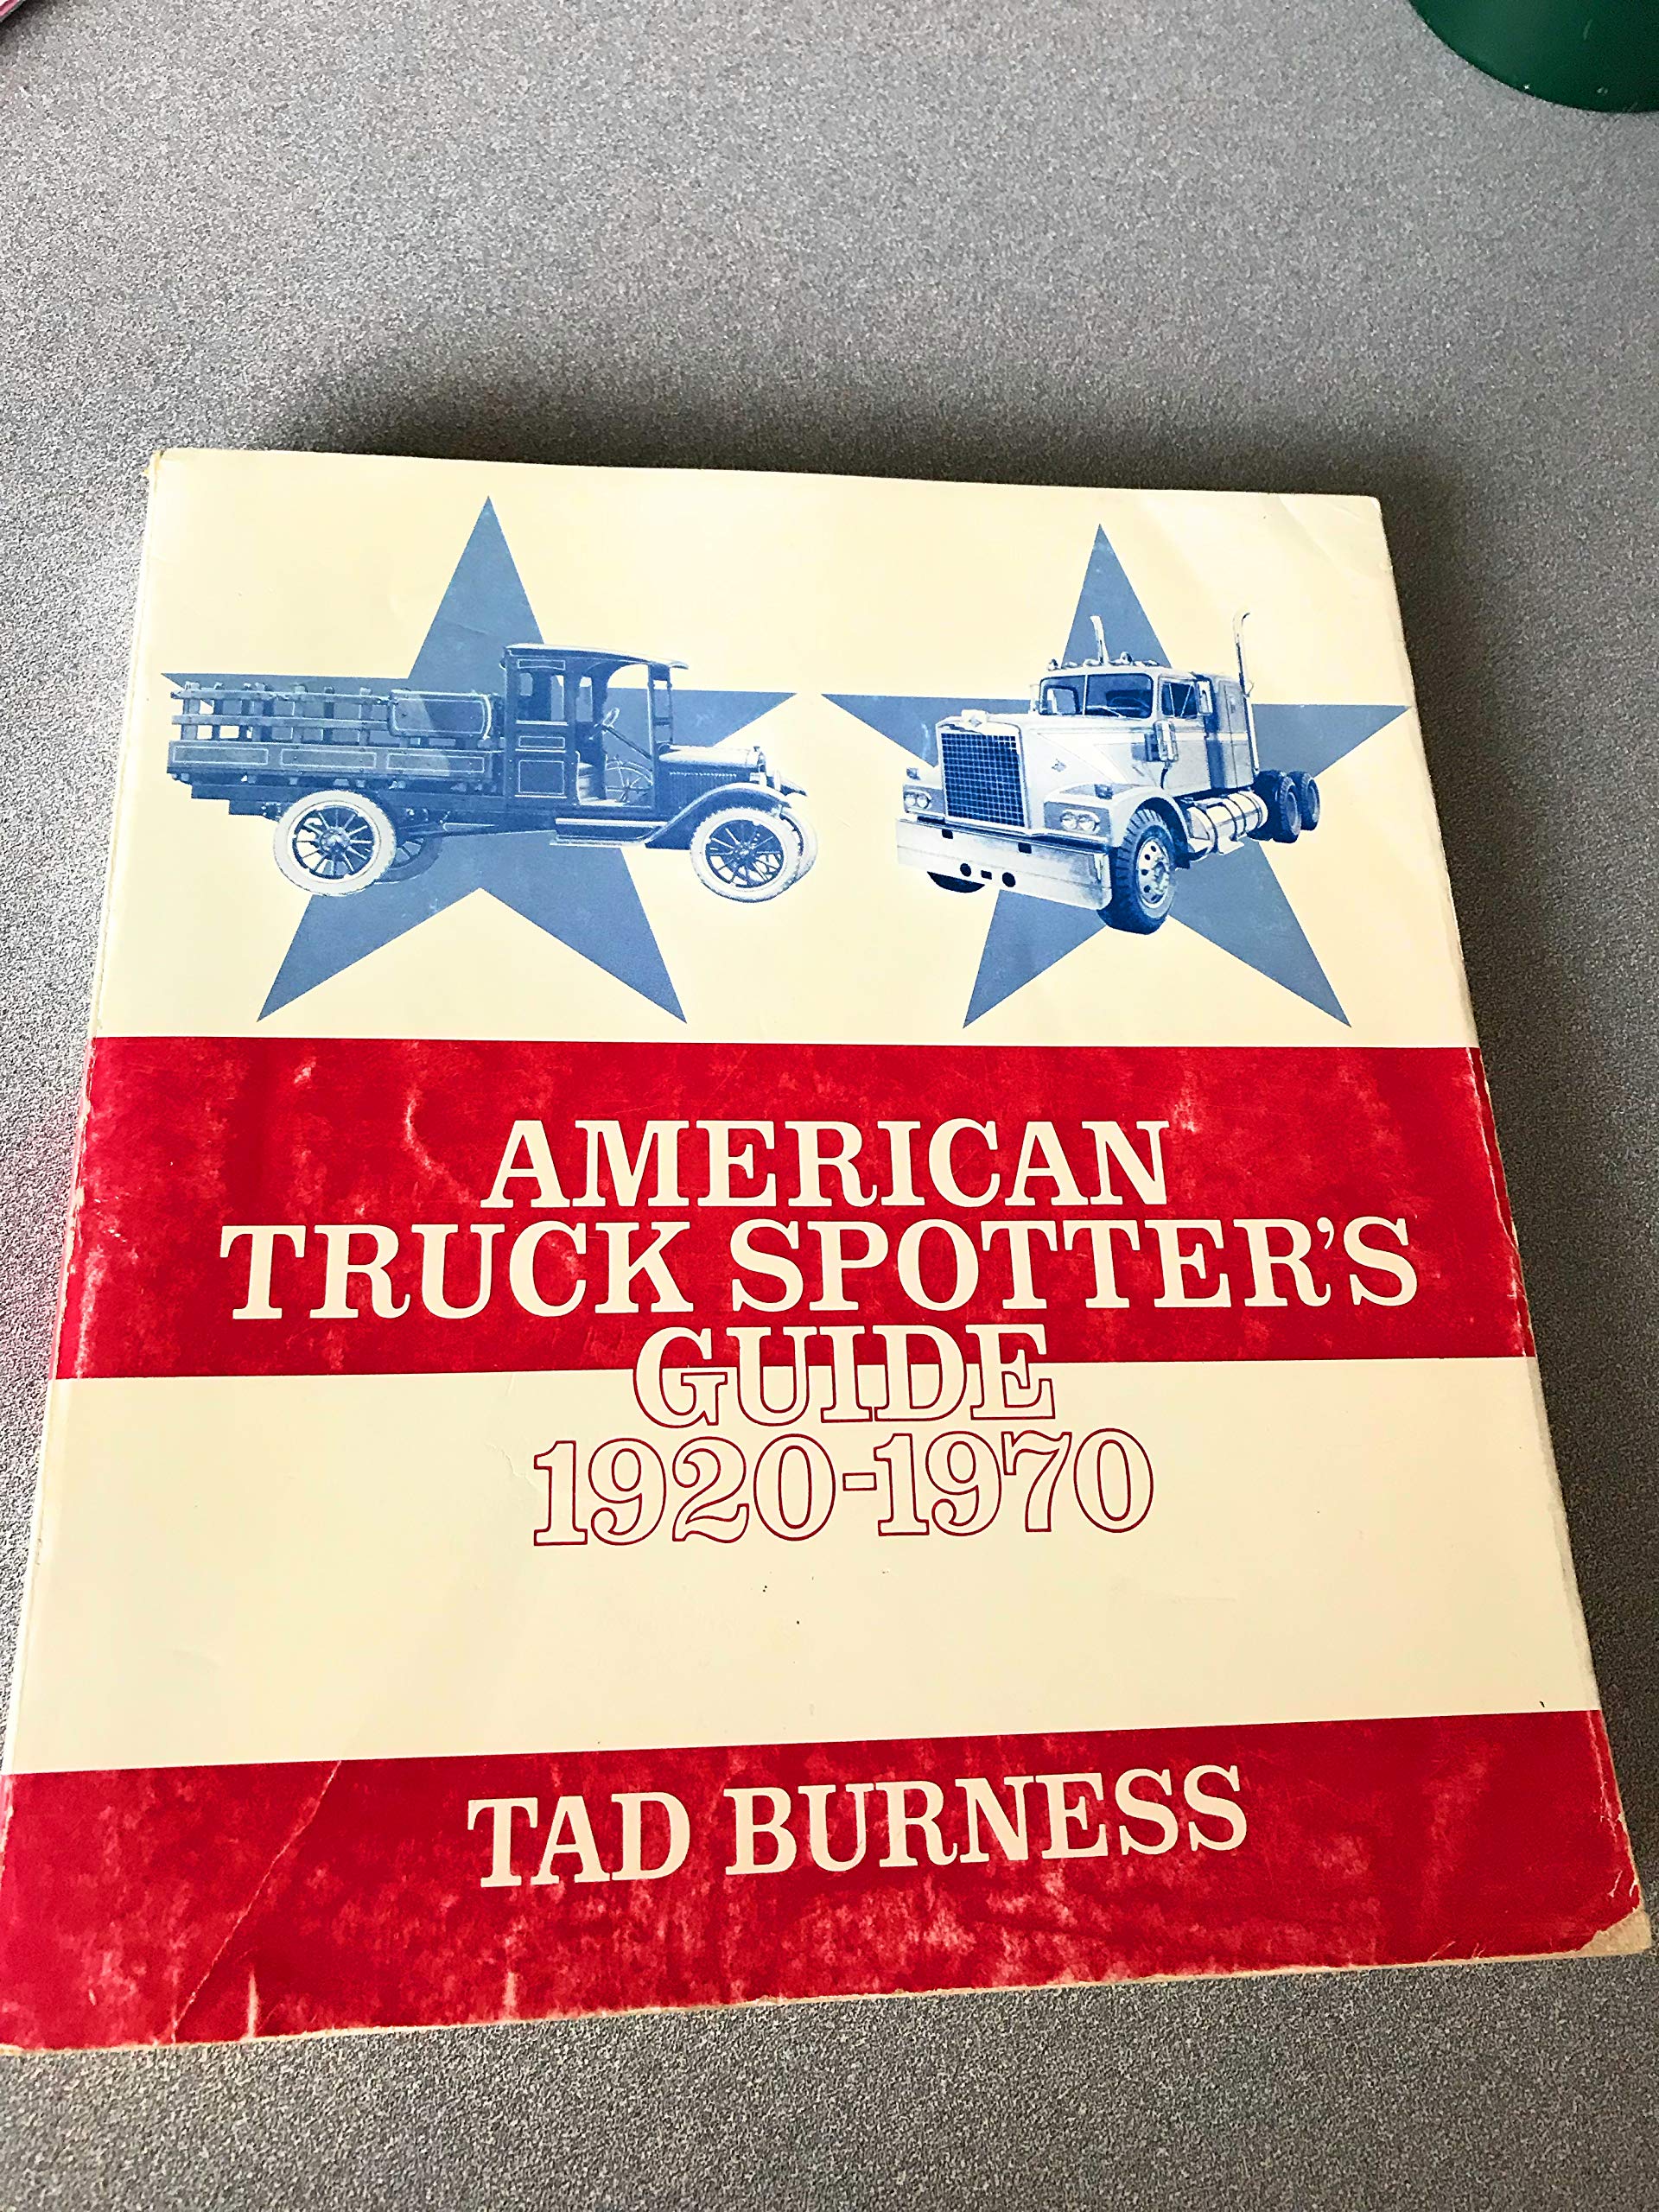 AMERICAN
TRUCK SPOTTER'S
GUIDE
1920-1970
TAD BURNESS